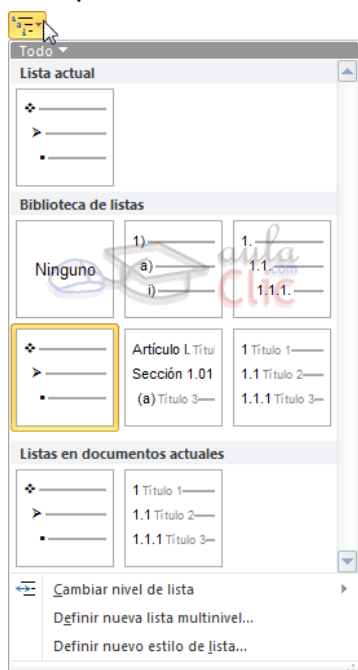 Todo
Lista actual
Biblioteca de listas
Ninguno
1)
a)
i)
1.
1.1.
1.1.1.
aula
.com
Clic
Artículo I. Títul
Sección 1.01
(a) Título 3
1 Título 1
1.1 Título 2
1.1.1 Título 3
Listas en documentos actuales
1 Título 1
1.1 Título 2
1.1.1 Título 3
Cambiar nivel de lista
Definir nueva lista multinivel...
Definir nuevo estilo de lista...